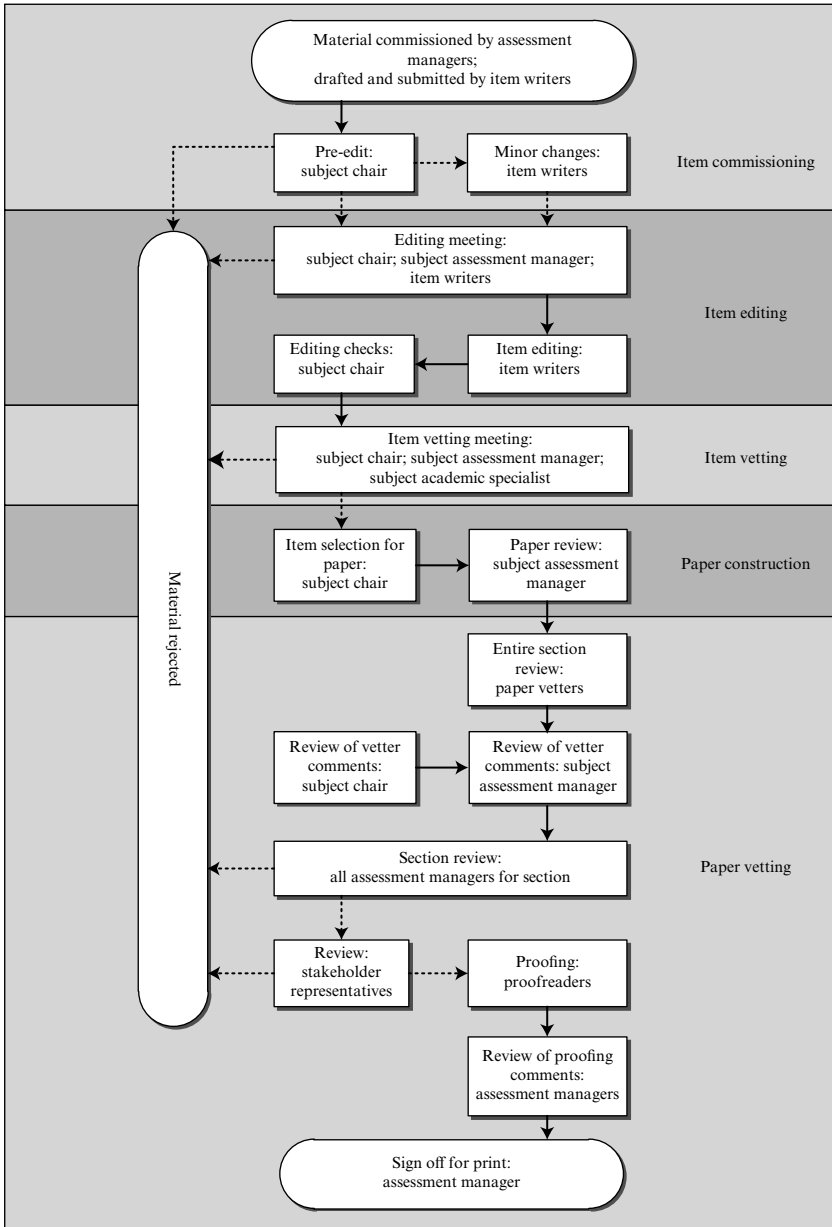 Material commissioned by assessment
managers;
drafted and submitted by item writers
Pre-edit:
subject chair
Minor changes:
item writers
Item commissioning
Editing meeting:
subject chair; subject assessment manager;
item writers
Item editing
Editing checks:
subject chair
Item editing:
item writers
Item vetting meeting:
subject chair; subject assessment manager;
subject academic specialist
Item vetting
Item selection for
paper:
subject chair
Paper review:
subject assessment
manager
Paper construction
Material rejected
Entire section
review:
paper vetters
Review of vetter
comments:
subject chair
Review of vetter
comments: subject
assessment manager
Section review:
all assessment managers for section
Paper vetting
Review:
stakeholder
representatives
Proofing:
proofreaders
Review of proofing
comments:
assessment managers
Sign off for print:
assessment manager